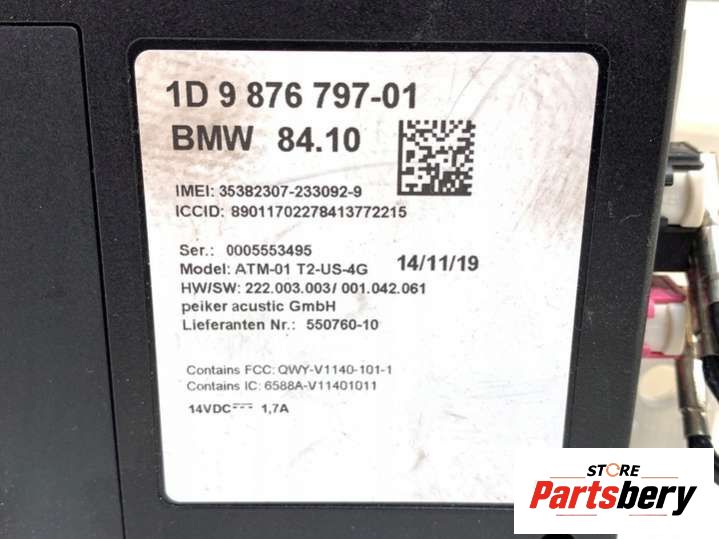 1D 9 876 797-01
BMW 84.10
IMEI: 35382307-233092-9
ICCID: 89011702278413772215
Ser.: 0005553495
Model: ATM-01 T2-US-4G 14/11/19
HW/SW: 222.003.003/ 001.042.061
peiker acustic GmbH
Lieferanten Nr.: 550760-10
Contains FCC: QWY-V1140-101-1
Contains IC: 6588A-V11401011
14VDC⎓ 1,7A
STORE
Partsbery